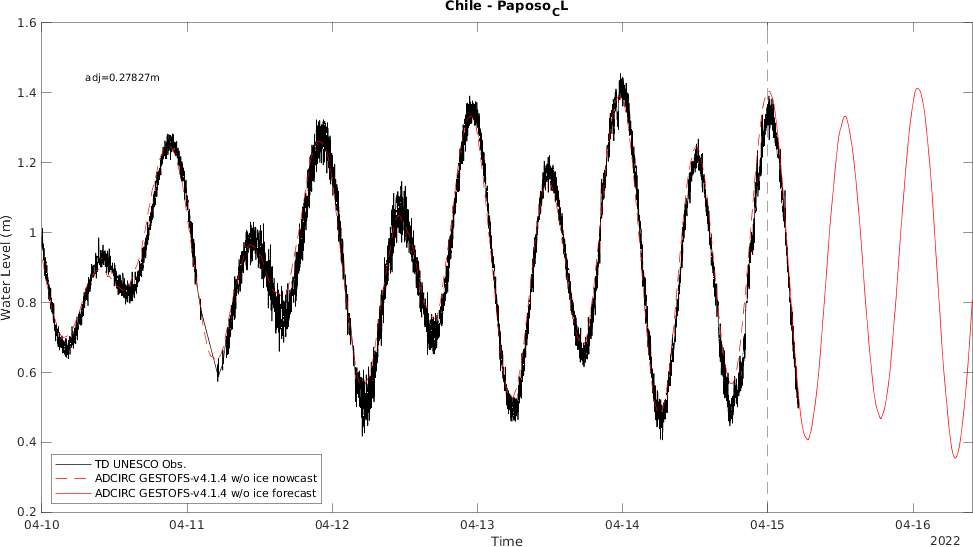 Chile - PaposoCL
1.6
adj=0.27827m
1.4
1.2
1
0.8
0.6
0.4
0.2
Water Level (m)
TD UNESCO Obs.
ADCIRC GESTOFS-v4.1.4 w/o ice nowcast
ADCIRC GESTOFS-v4.1.4 w/o ice forecast
04-10 04-11 04-12 04-13 04-14 04-15 04-16
Time
2022